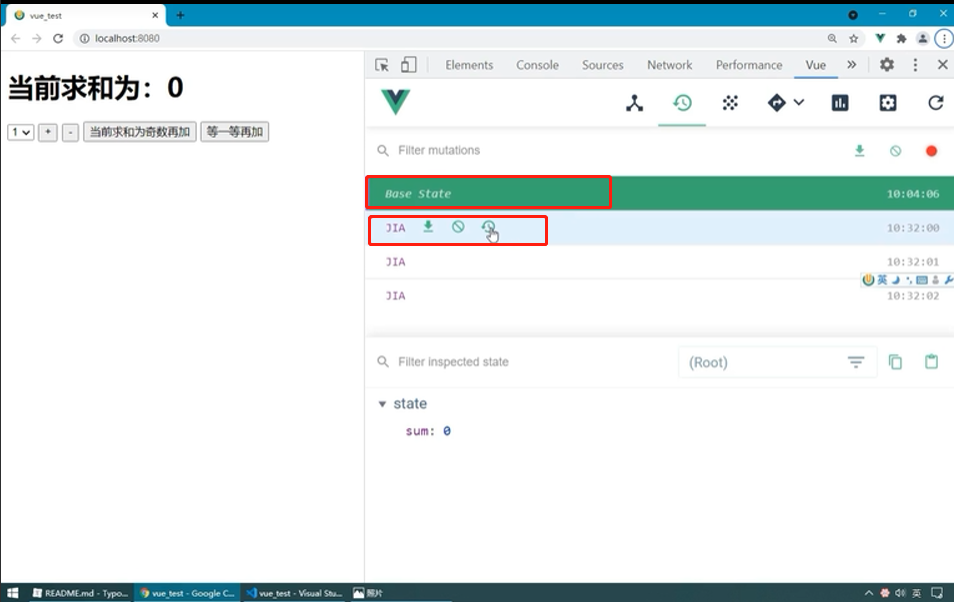 vue_test
localhost:8080
当前求和为：0
1
+
-
当前求和为奇数再加
等一等再加
Elements
Console
Sources
Network
Performance
Vue
Filter mutations
Base State 10:04:06
JIA 10:32:00
JIA 10:32:01
英
JIA 10:32:02
Filter inspected state
(Root)
state
sum: 0
README.md - Typo...
vue_test - Google C...
vue_test - Visual Stu...
照片
英